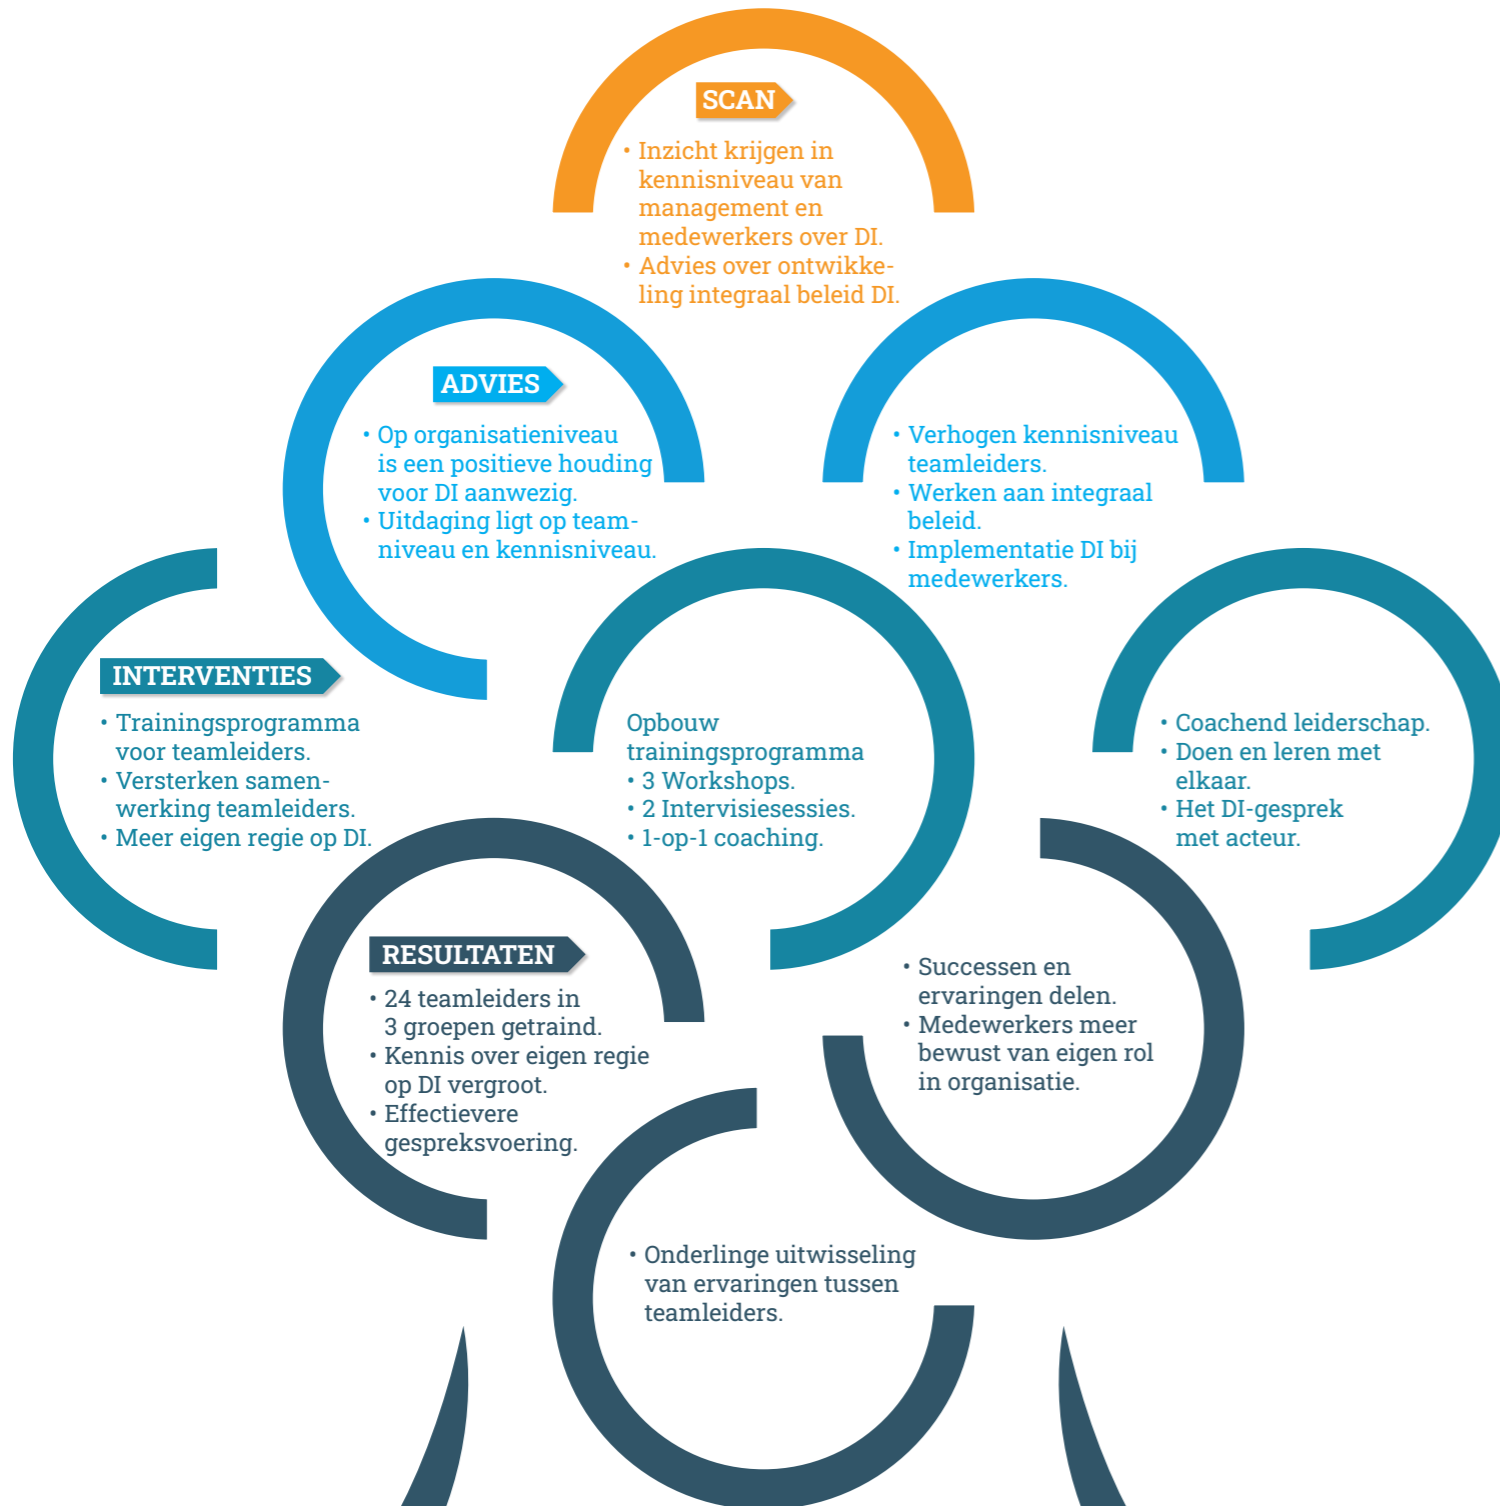 SCAN
• Inzicht krijgen in
kennisniveau van
management en
medewerkers over DI.
• Advies over ontwikke-
ling integraal beleid DI.
ADVIES
• Op organisatieniveau
is een positieve houding
voor DI aanwezig.
• Uitdaging ligt op team-
niveau en kennisniveau.
• Verhogen kennisniveau
teamleiders.
• Werken aan integraal
beleid.
• Implementatie DI bij
medewerkers.
INTERVENTIES
• Trainingsprogramma
voor teamleiders.
• Versterken samen-
werking teamleiders.
• Meer eigen regie op DI.
Opbouw
trainingsprogramma
• 3 Workshops.
• 2 Intervisiesessies.
• 1-op-1 coaching.
• Coachend leiderschap.
• Doen en leren met
elkaar.
• Het DI-gesprek
met acteur.
RESULTATEN
• 24 teamleiders in
3 groepen getraind.
• Kennis over eigen regie
op DI vergroot.
• Effectievere
gespreksvoering.
• Successen en
ervaringen delen.
• Medewerkers meer
bewust van eigen rol
in organisatie.
• Onderlinge uitwisseling
van ervaringen tussen
teamleiders.